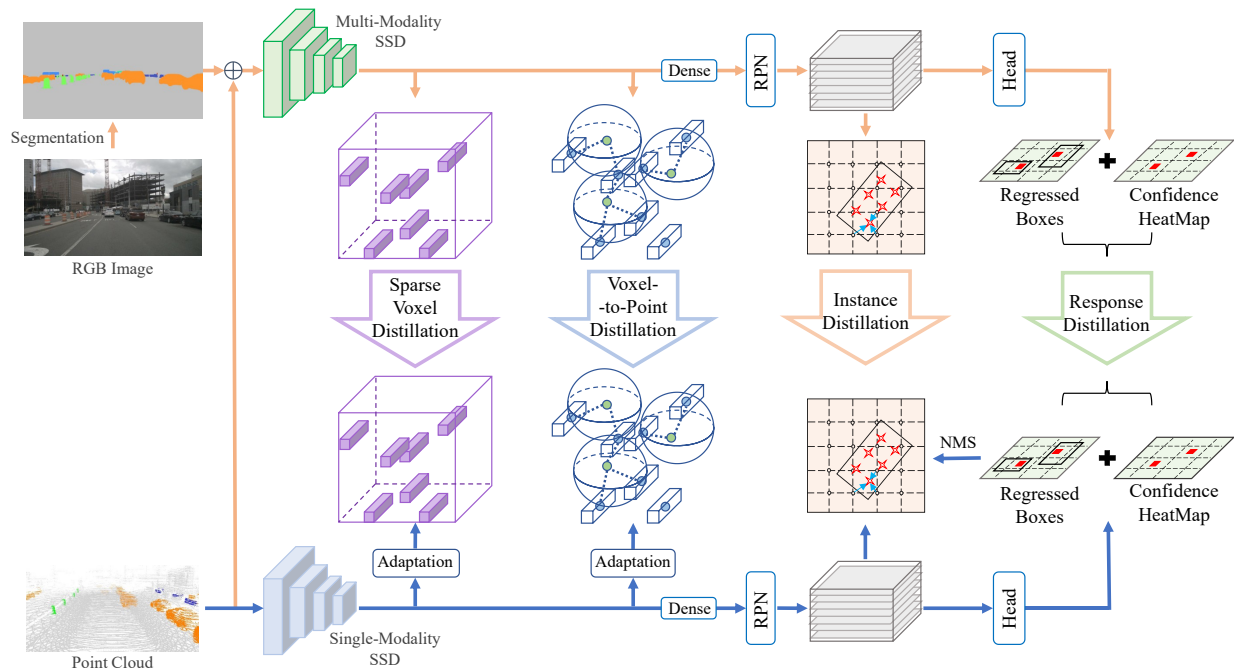 Multi-Modality
SSD
Dense
RPN
Head
Segmentation
RGB Image
Regressed
Boxes
Confidence
HeatMap
Sparse
Voxel
Distillation
Voxel-
-to-Point
Distillation
Instance
Distillation
Response
Distillation
NMS
Regressed
Boxes
Confidence
HeatMap
Adaptation
Adaptation
Dense
RPN
Head
Single-Modality
SSD
Point Cloud